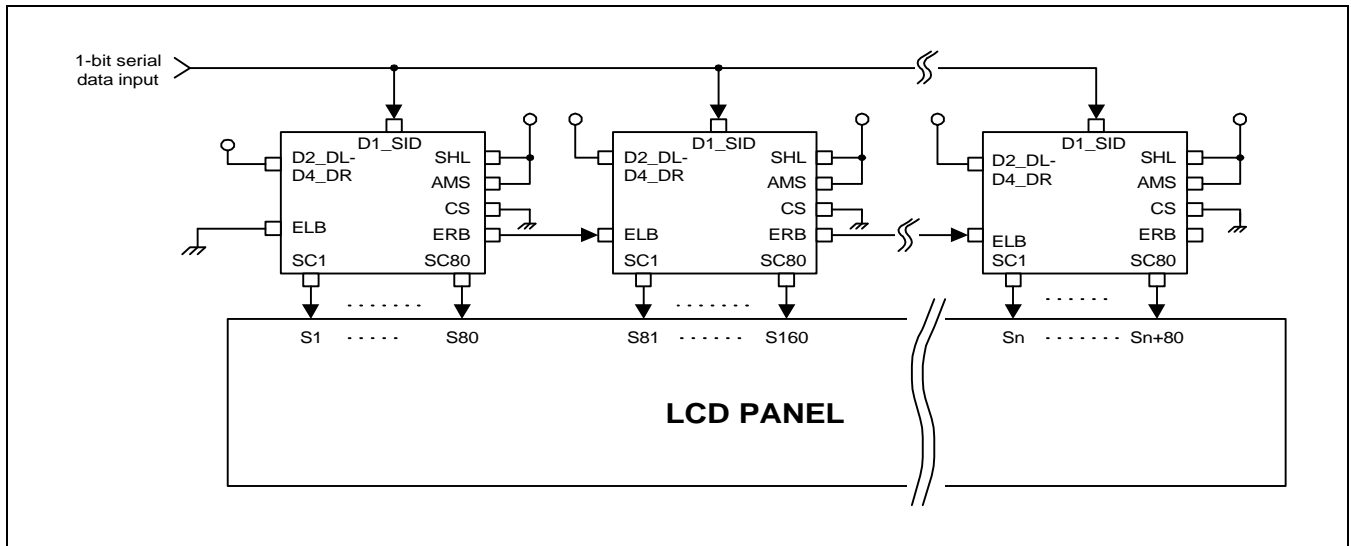 1-bit serial
data input
D1_SID
D2_DL-
D4_DR
SHL
AMS
CS
ELB
ERB
SC1
SC80
D1_SID
D2_DL-
D4_DR
SHL
AMS
CS
ELB
ERB
SC1
SC80
D1_SID
D2_DL-
D4_DR
SHL
AMS
CS
ELB
ERB
SC1
SC80
S1 ····· S80
S81 ······ S160
Sn ······· Sn+80
LCD PANEL